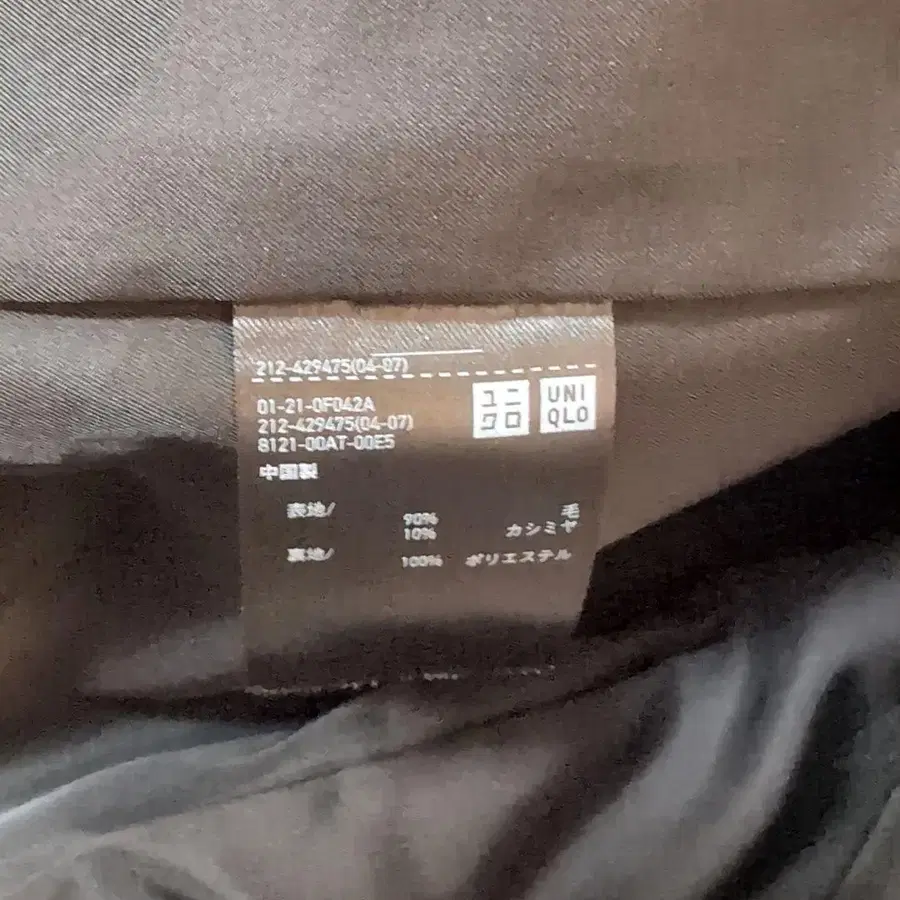 212-429475(04-07)
01-21-0F042A
212-429475(04-07)
8121-00AT-00E5
ユニクロ
UNIQLO
中国製
表地/ 90% 毛
10% カシミヤ
裏地/ 100% ポリエステル